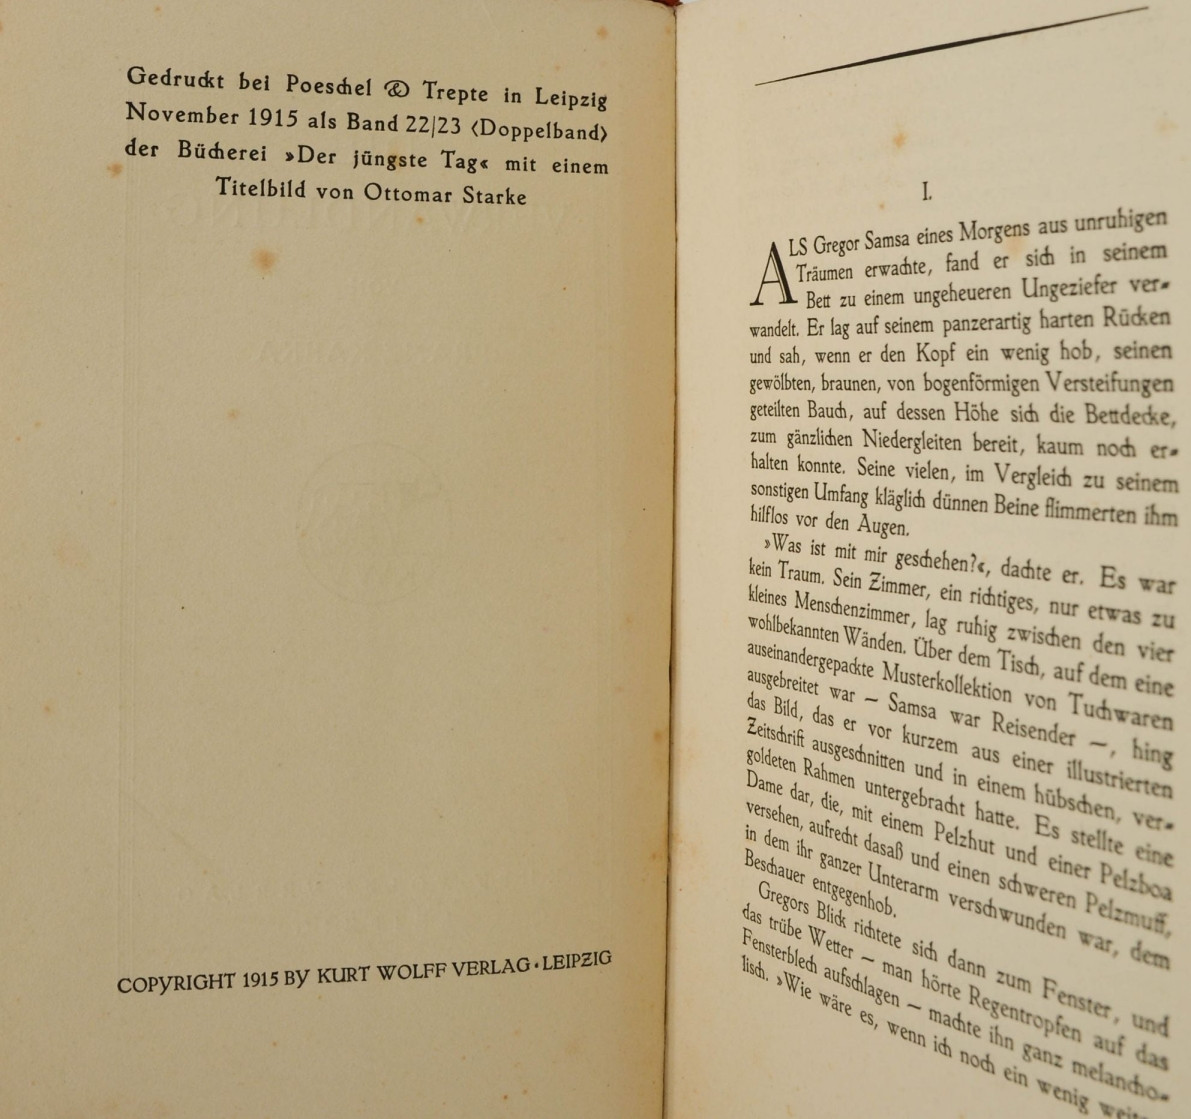 Gedruckt bei Poeschel & Trepte in Leipzig
November 1915 als Band 22/23 ⟨Doppelband⟩
der Bücherei »Der jüngste Tag« mit einem
Titelbild von Ottomar Starke
COPYRIGHT 1915 BY KURT WOLFF VERLAG · LEIPZIG
I.
ALS Gregor Samsa eines Morgens aus unruhigen
Träumen erwachte, fand er sich in seinem
Bett zu einem ungeheueren Ungeziefer ver-
wandelt. Er lag auf seinem panzerartig harten Rücken
und sah, wenn er den Kopf ein wenig hob, seinen
gewölbten, braunen, von bogenförmigen Versteifungen
geteilten Bauch, auf dessen Höhe sich die Bettdecke,
zum gänzlichen Niedergleiten bereit, kaum noch er-
halten konnte. Seine vielen, im Vergleich zu seinem
sonstigen Umfang kläglich dünnen Beine flimmerten ihm
hilflos vor den Augen.
»Was ist mit mir geschehen?«, dachte er. Es war
kein Traum. Sein Zimmer, ein richtiges, nur etwas zu
kleines Menschenzimmer, lag ruhig zwischen den vier
wohlbekannten Wänden. Über dem Tisch, auf dem eine
auseinandergepackte Musterkollektion von Tuchwaren
ausgebreitet war — Samsa war Reisender —, hing
das Bild, das er vor kurzem aus einer illustrierten
Zeitschrift ausgeschnitten und in einem hübschen, ver-
goldeten Rahmen untergebracht hatte. Es stellte eine
Dame dar, die, mit einem Pelzhut und einer Pelzboa
versehen, aufrecht dasaß und einen schweren Pelzmuff,
in dem ihr ganzer Unterarm verschwunden war, dem
Beschauer entgegenhob.
Gregors Blick richtete sich dann zum Fenster, und
das trübe Wetter — man hörte Regentropfen auf das
Fensterblech aufschlagen — machte ihn ganz melancho-
lisch. »Wie wäre es, wenn ich noch ein wenig